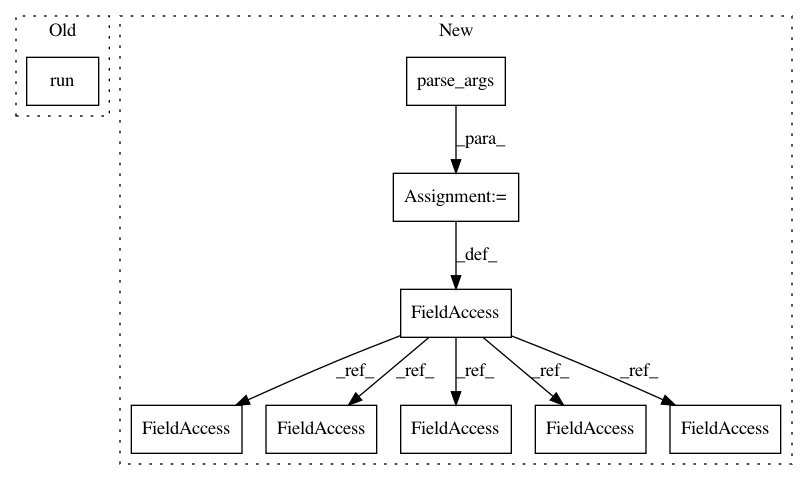 Old
New
run
parse_args
_para_
Assignment:=
_def_
FieldAccess
_ref_ _ref_ _ref_ _ref_ _ref_
FieldAccess FieldAccess FieldAccess FieldAccess FieldAccess